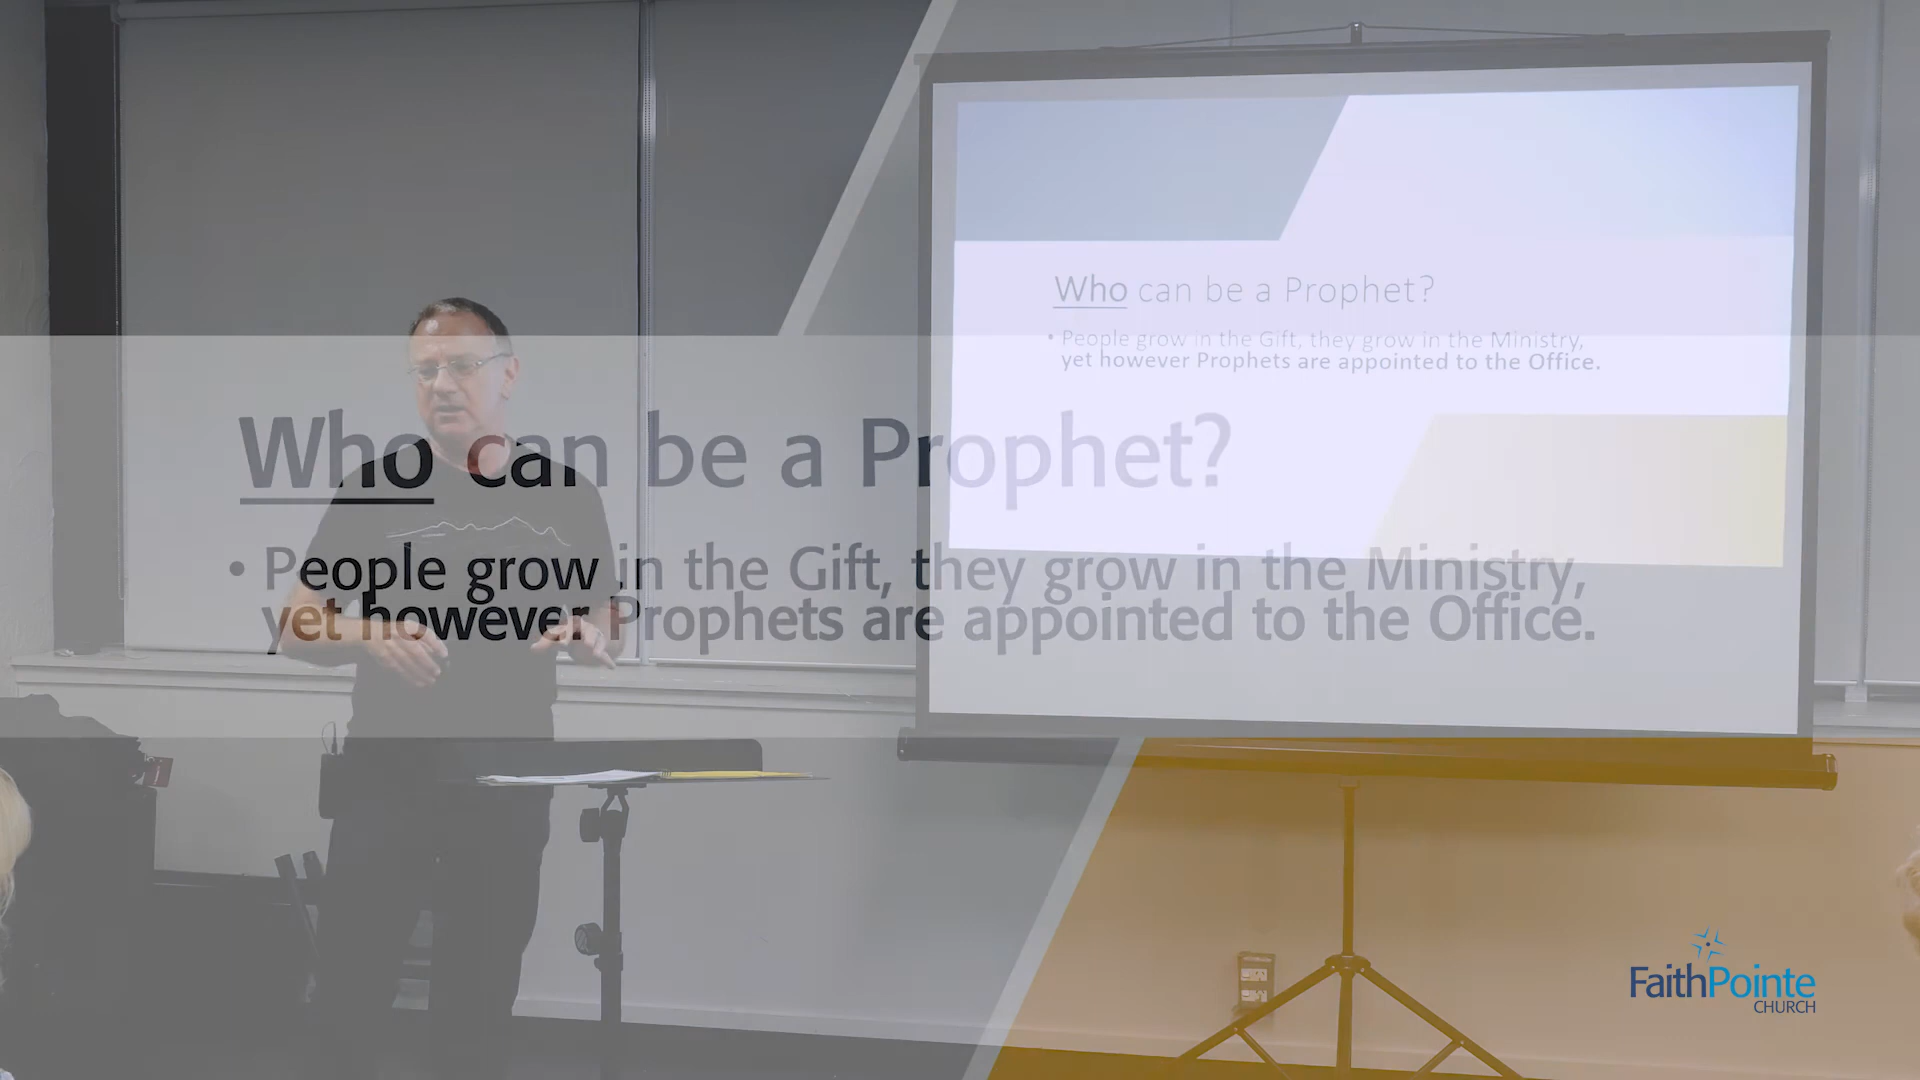 Who can be a Prophet?
• People grow in the Gift, they grow in the Ministry,
yet however Prophets are appointed to the Office.
Who can be a Prophet?
• People grow in the Gift, they grow in the Ministry,
yet however Prophets are appointed to the Office.
FaithPointe
CHURCH